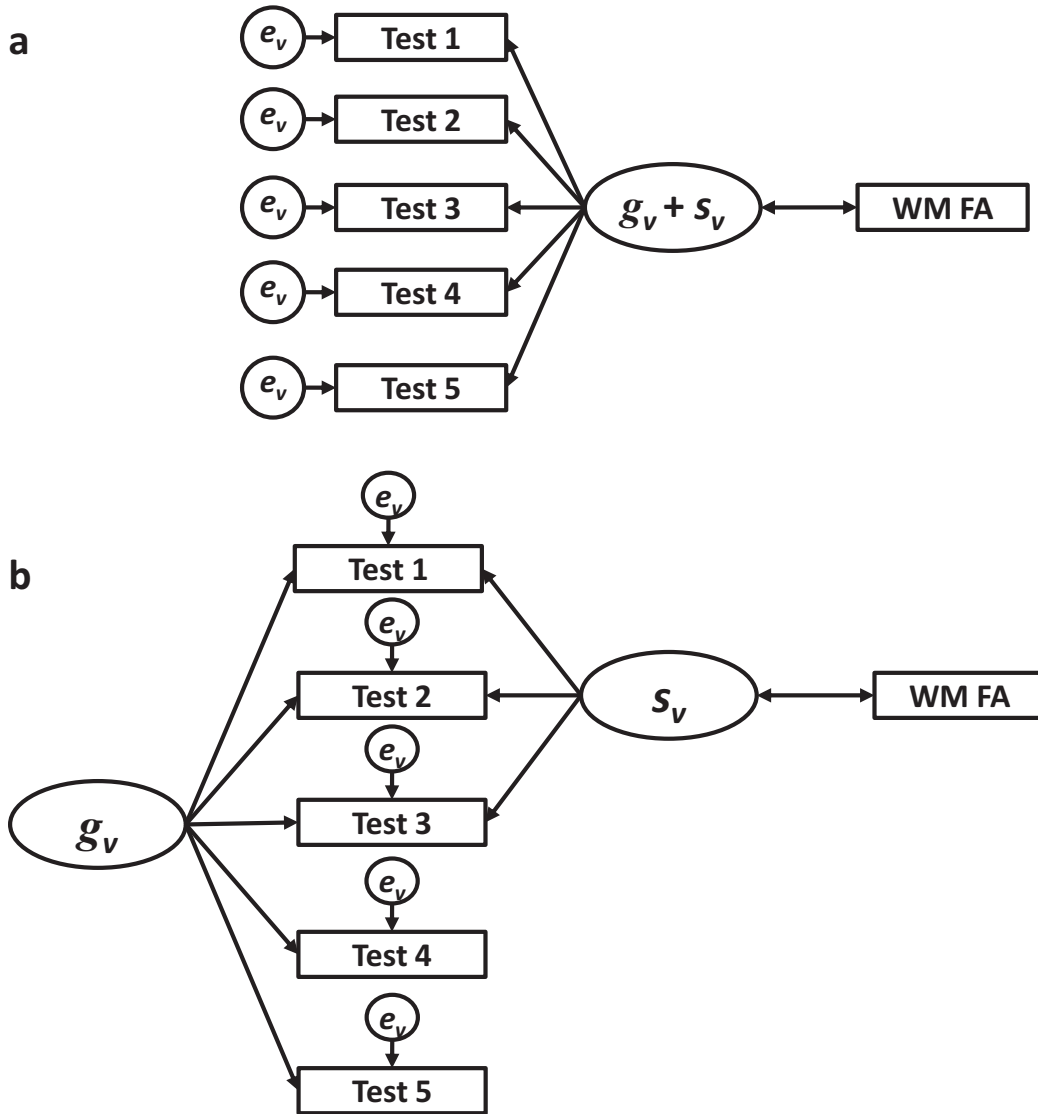 a
e_v Test 1
e_v Test 2
e_v Test 3 g_v + s_v WM FA
e_v Test 4
e_v Test 5
b
e_v
Test 1
e_v
Test 2 s_v WM FA
e_v
g_v Test 3
e_v
Test 4
e_v
Test 5